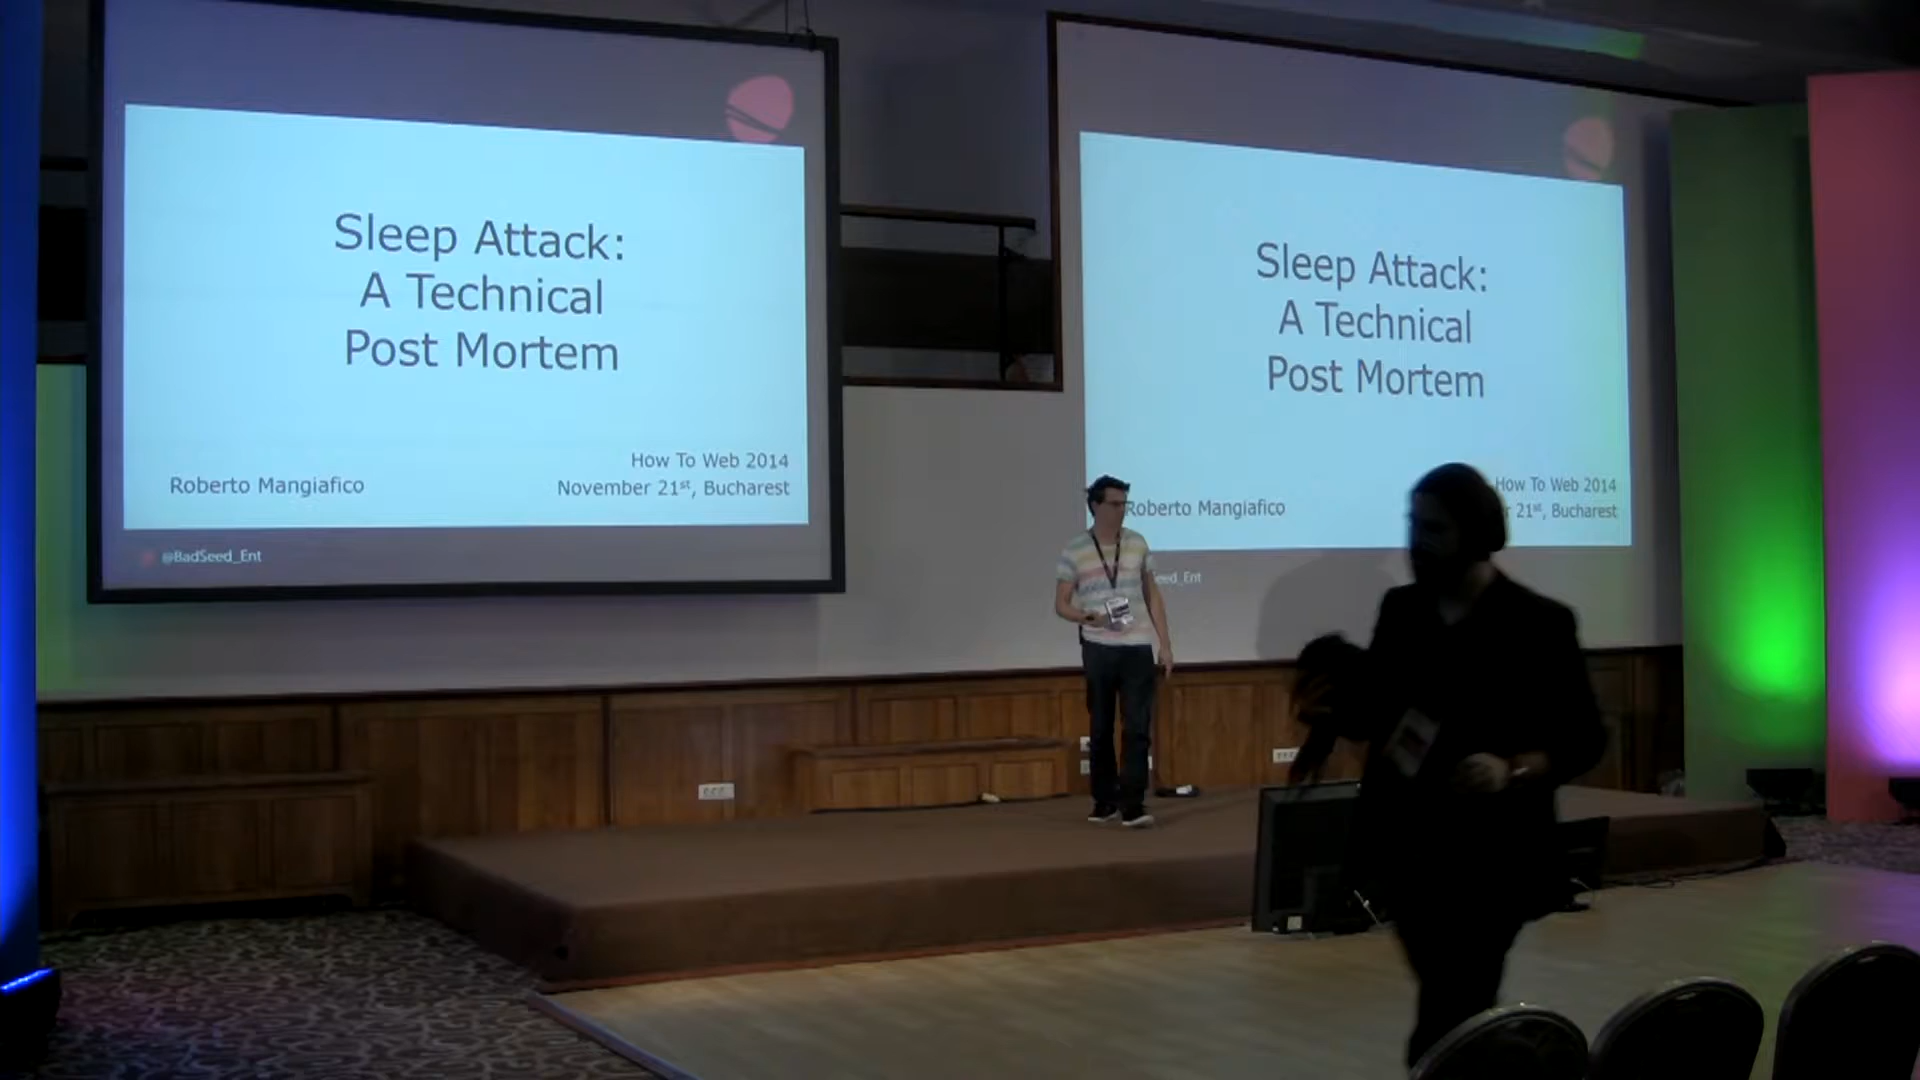 Sleep Attack:
A Technical
Post Mortem
Roberto Mangiafico
How To Web 2014
November 21st, Bucharest
@BadSeed_Ent
Sleep Attack:
A Technical
Post Mortem
Roberto Mangiafico
How To Web 2014
21st, Bucharest